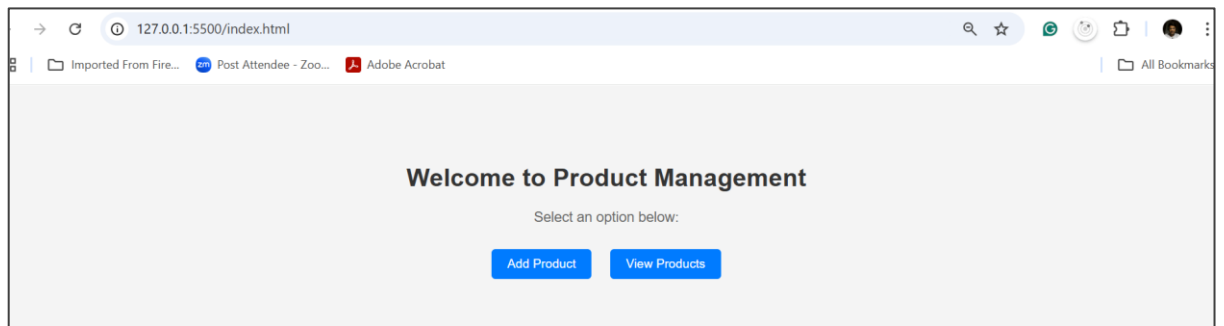 127.0.0.1:5500/index.html
Imported From Fire... zm Post Attendee - Zoo... Adobe Acrobat All Bookmarks
Welcome to Product Management
Select an option below:
Add Product View Products